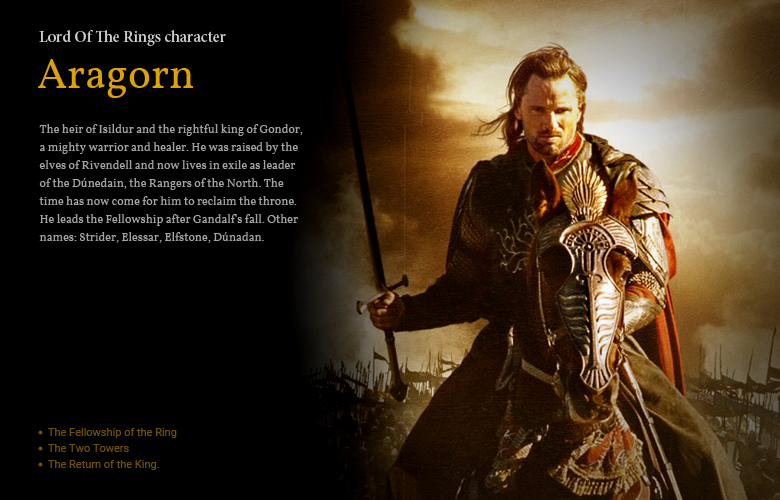 Lord Of The Rings character
Aragorn
The heir of Isildur and the rightful king of Gondor,
a mighty warrior and healer. He was raised by the
elves of Rivendell and now lives in exile as leader
of the Dúnedain, the Rangers of the North. The
time has now come for him to reclaim the throne.
He leads the Fellowship after Gandalf's fall. Other
names: Strider, Elessar, Elfstone, Dúnadan.
• The Fellowship of the Ring
• The Two Towers
• The Return of the King.